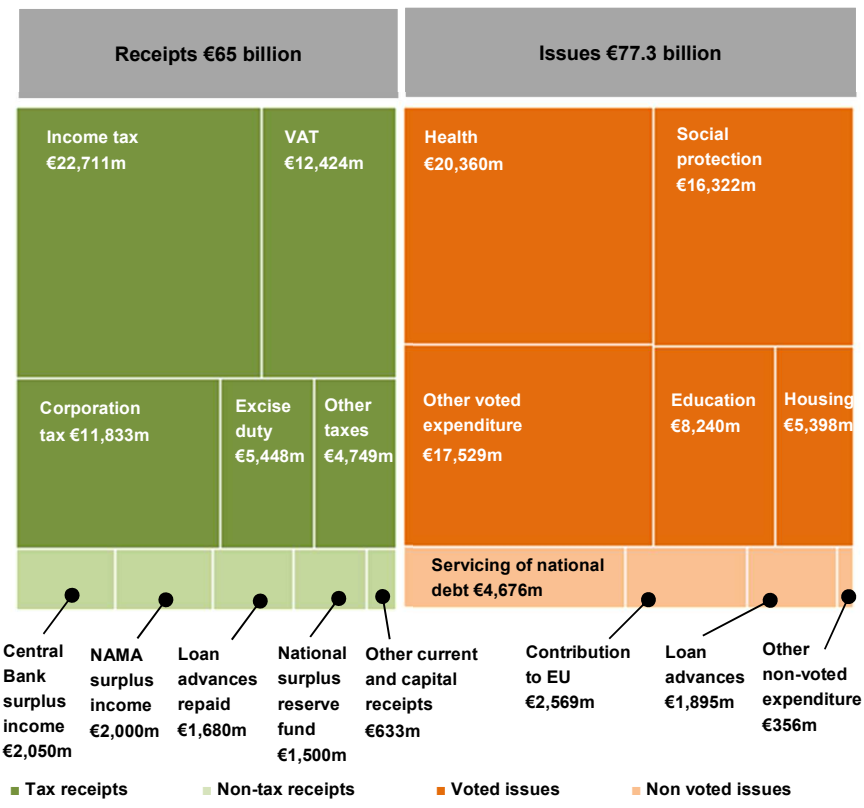 Receipts €65 billion
Issues €77.3 billion
Income tax
€22,711m
VAT
€12,424m
Corporation
tax €11,833m
Excise
duty
€5,448m
Other
taxes
€4,749m
Health
€20,360m
Social
protection
€16,322m
Other voted
expenditure
€17,529m
Education
€8,240m
Housing
€5,398m
Servicing of national
debt €4,676m
Central
Bank
surplus
income
€2,050m
NAMA
surplus
income
€2,000m
Loan
advances
repaid
€1,680m
National
surplus
reserve
fund
€1,500m
Other current
and capital
receipts
€633m
Contribution
to EU
€2,569m
Loan
advances
€1,895m
Other
non-voted
expenditure
€356m
Tax receipts
Non-tax receipts
Voted issues
Non voted issues